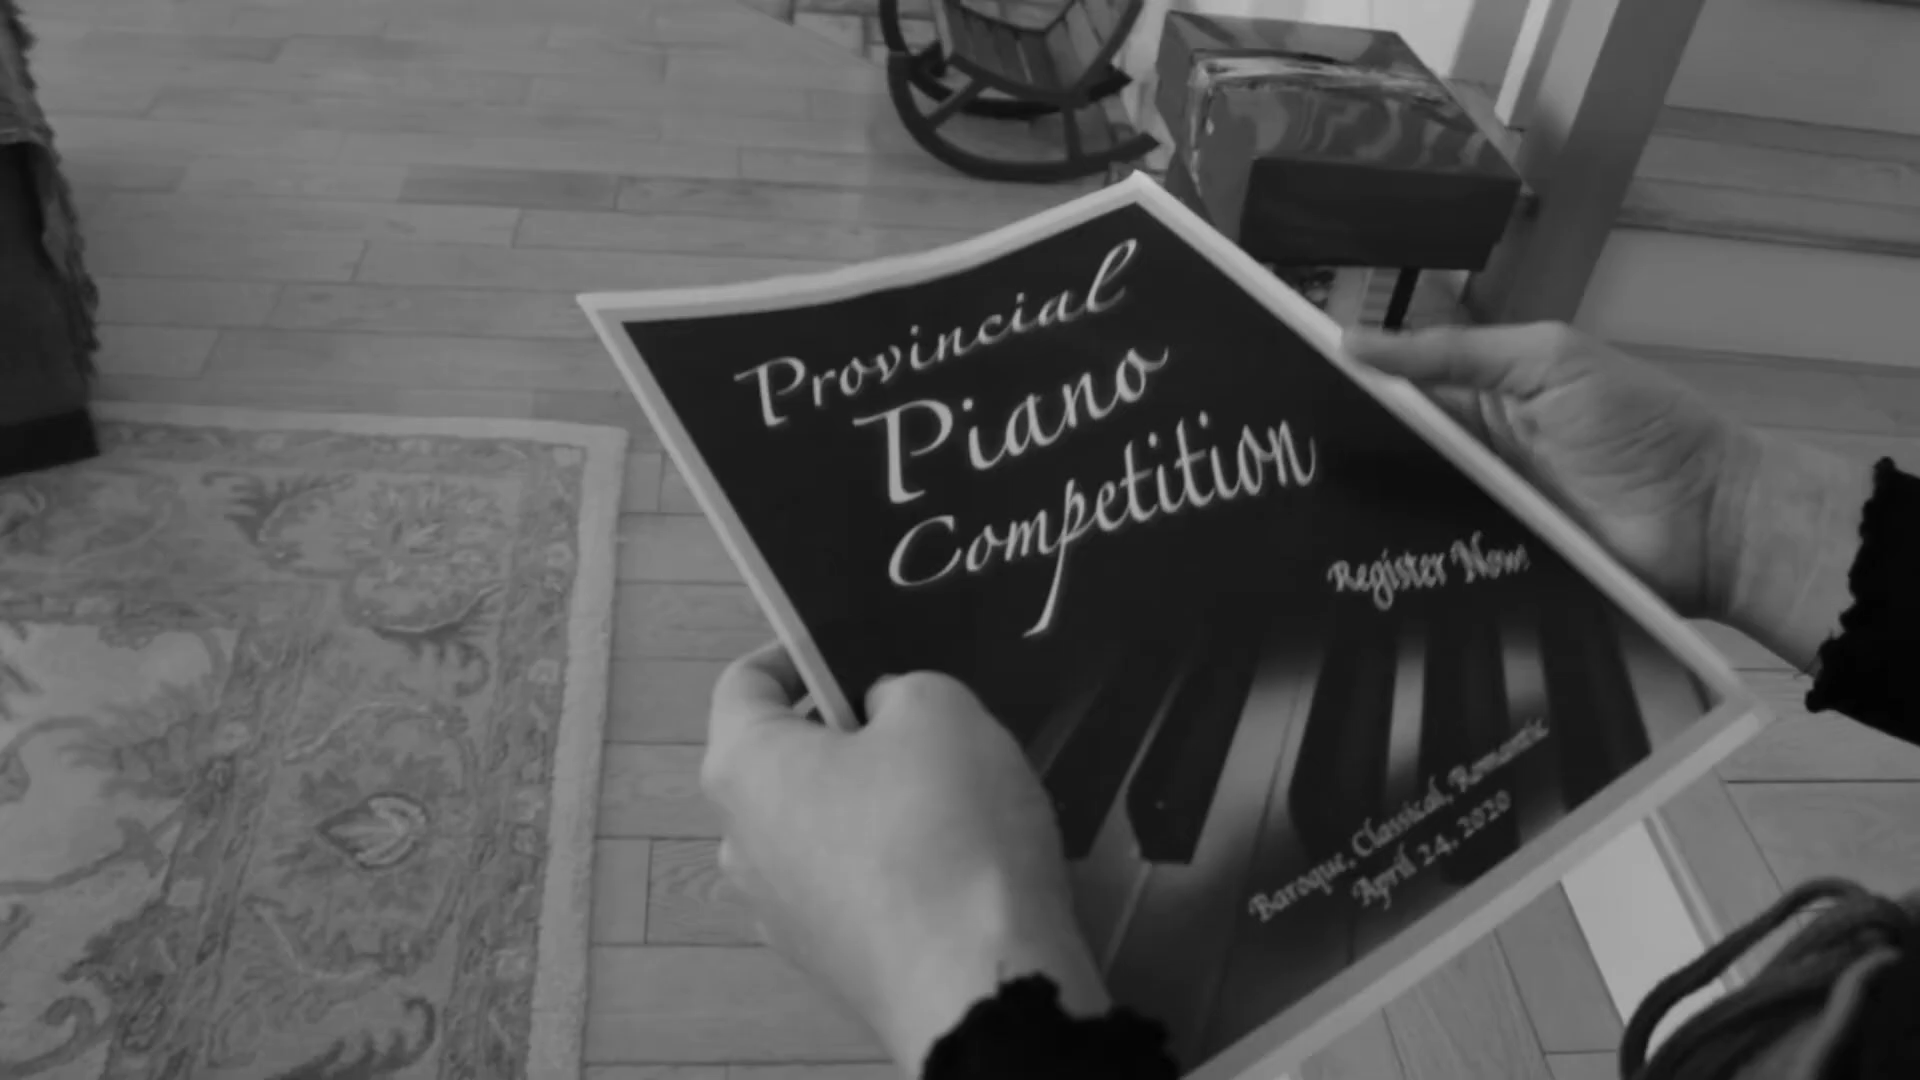 Provincial
Piano
Competition
Register Now!
Baroque, Classical, Romantic
April 24, 2020